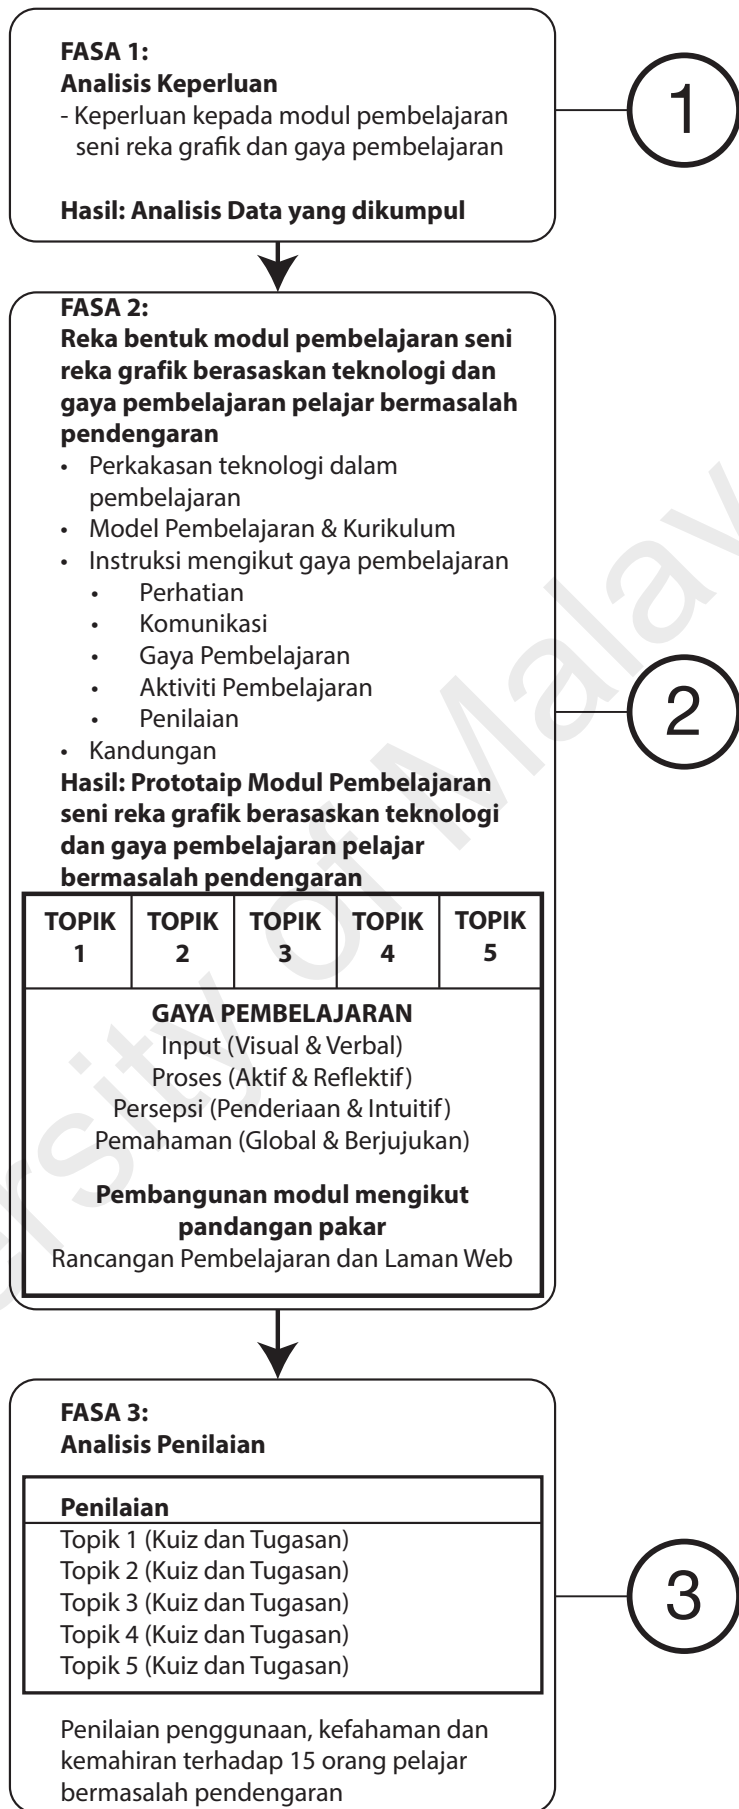 FASA 1:
Analisis Keperluan
- Keperluan kepada modul pembelajaran
seni reka grafik dan gaya pembelajaran
Hasil: Analisis Data yang dikumpul
1
FASA 2:
Reka bentuk modul pembelajaran seni
reka grafik berasaskan teknologi dan
gaya pembelajaran pelajar bermasalah
pendengaran
• Perkakasan teknologi dalam
pembelajaran
• Model Pembelajaran & Kurikulum
• Instruksi mengikut gaya pembelajaran
• Perhatian
• Komunikasi
• Gaya Pembelajaran
• Aktiviti Pembelajaran
• Penilaian
• Kandungan
Hasil: Prototaip Modul Pembelajaran
seni reka grafik berasaskan teknologi
dan gaya pembelajaran pelajar
bermasalah pendengaran
2
TOPIK 1 TOPIK 2 TOPIK 3 TOPIK 4 TOPIK 5
GAYA PEMBELAJARAN
Input (Visual & Verbal)
Proses (Aktif & Reflektif)
Persepsi (Penderiaan & Intuitif)
Pemahaman (Global & Berjujukan)
Pembangunan modul mengikut
pandangan pakar
Rancangan Pembelajaran dan Laman Web
FASA 3:
Analisis Penilaian
Penilaian
Topik 1 (Kuiz dan Tugasan)
Topik 2 (Kuiz dan Tugasan)
Topik 3 (Kuiz dan Tugasan)
Topik 4 (Kuiz dan Tugasan)
Topik 5 (Kuiz dan Tugasan)
3
Penilaian penggunaan, kefahaman dan
kemahiran terhadap 15 orang pelajar
bermasalah pendengaran